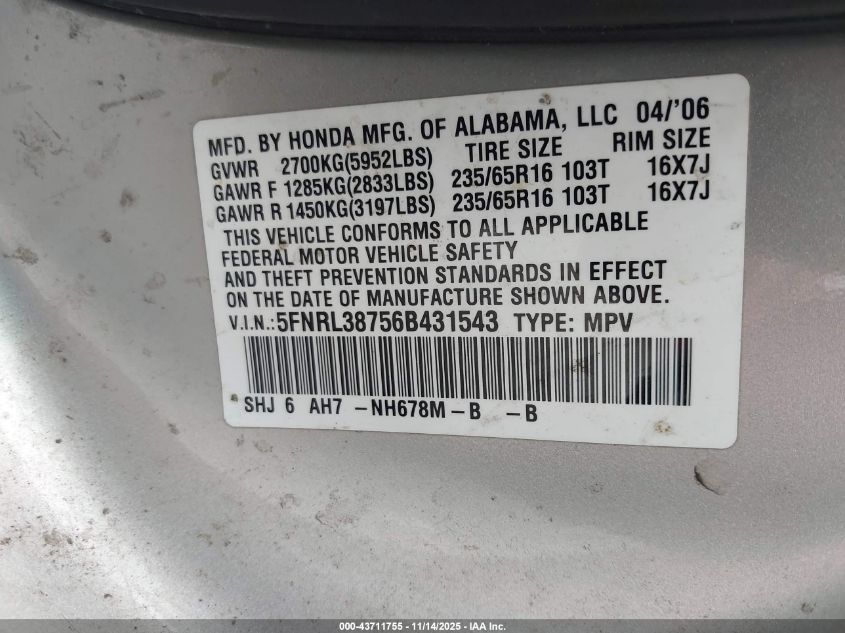 MFD. BY HONDA MFG. OF ALABAMA, LLC 04/'06
GVWR 2700KG(5952LBS) TIRE SIZE RIM SIZE
GAWR F 1285KG(2833LBS) 235/65R16 103T 16X7J
GAWR R 1450KG(3197LBS) 235/65R16 103T 16X7J
THIS VEHICLE CONFORMS TO ALL APPLICABLE
FEDERAL MOTOR VEHICLE SAFETY
AND THEFT PREVENTION STANDARDS IN EFFECT
ON THE DATE OF MANUFACTURE SHOWN ABOVE.
V.I.N.:5FNRL38756B431543 TYPE: MPV
SHJ 6 AH7 -NH678M-B -B
000-43711755 - 11/14/2025 - IAA Inc.